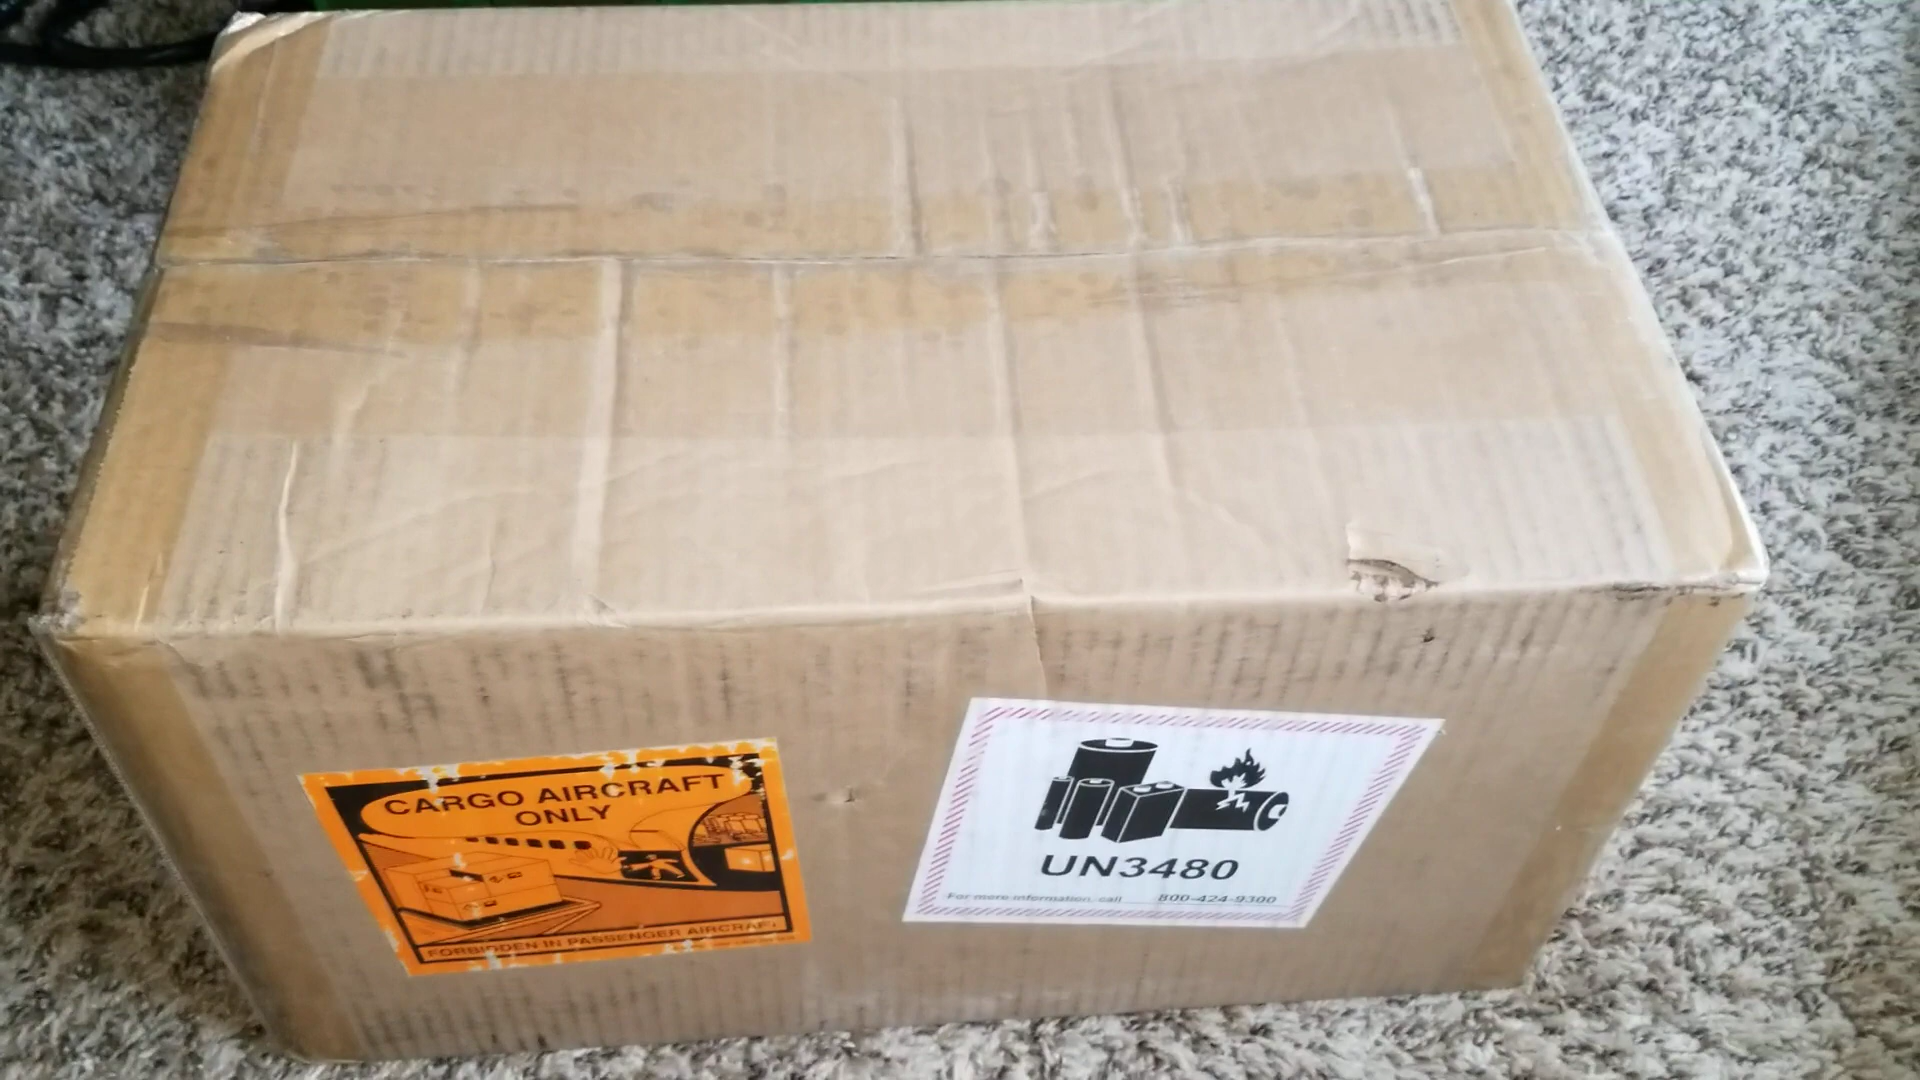 CARGO AIRCRAFT
ONLY
FORBIDDEN IN PASSENGER AIRCRAFT
UN3480
For more information, call 800-424-9300